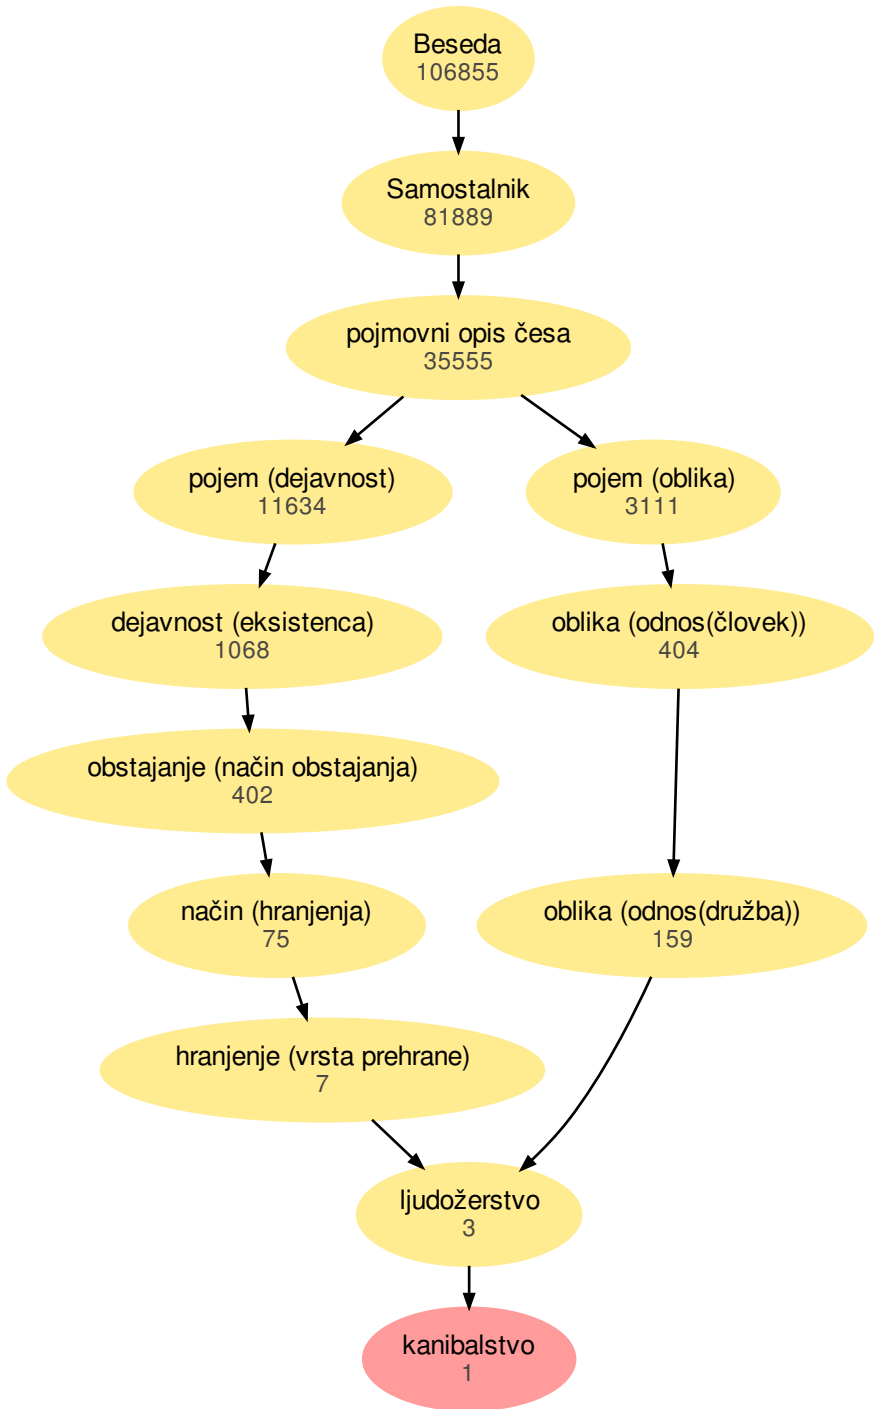 Beseda
106855
Samostalnik
81889
pojmovni opis česa
35555
pojem (dejavnost)
11634
pojem (oblika)
3111
dejavnost (eksistenca)
1068
oblika (odnos(človek))
404
obstajanje (način obstajanja)
402
način (hranjenja)
75
oblika (odnos(družba))
159
hranjenje (vrsta prehrane)
7
ljudožerstvo
3
kanibalstvo
1